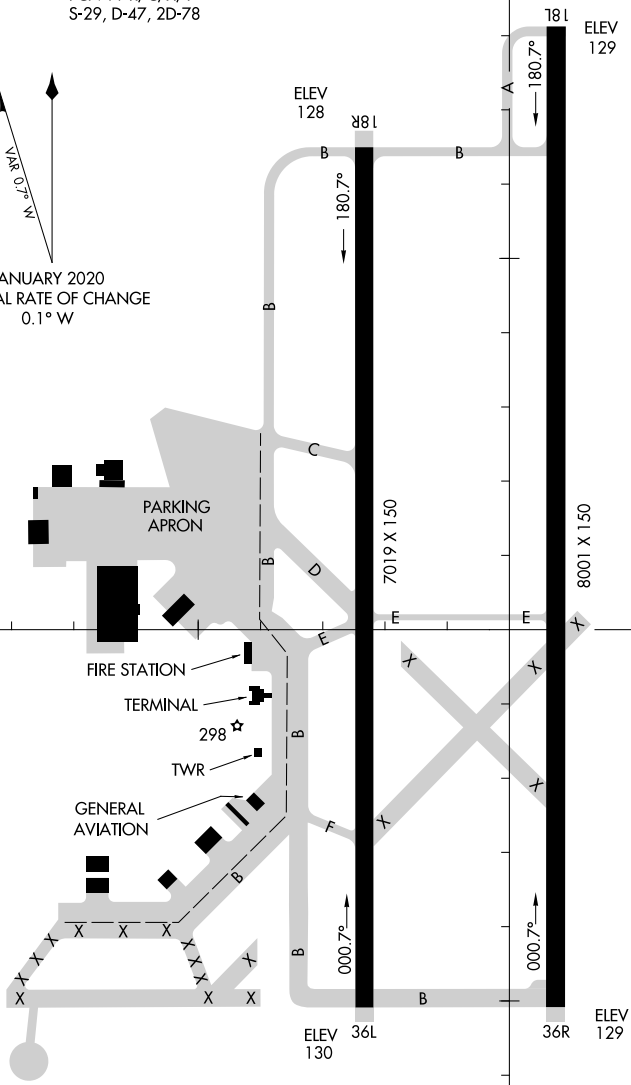 S-29, D-47, 2D-78
18L
ELEV
129
ELEV
128
18R
A
180.7°
B
B
180.7°
VAR 0.7° W
ANUARY 2020
AL RATE OF CHANGE
0.1° W
B
C
PARKING
APRON
7019 X 150
8001 X 150
B
D
E
E
E
X
FIRE STATION
X
X
TERMINAL
298
B
TWR
X
GENERAL
AVIATION
F
X
B
X
X
X
X
X
X
X
X
X
X
X
B
000.7°
000.7°
X
X
X
B
ELEV
130
36L
36R
ELEV
129